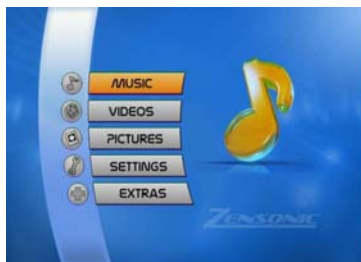 MUSIC
VIDEOS
PICTURES
SETTINGS
EXTRAS
ZENSONIC